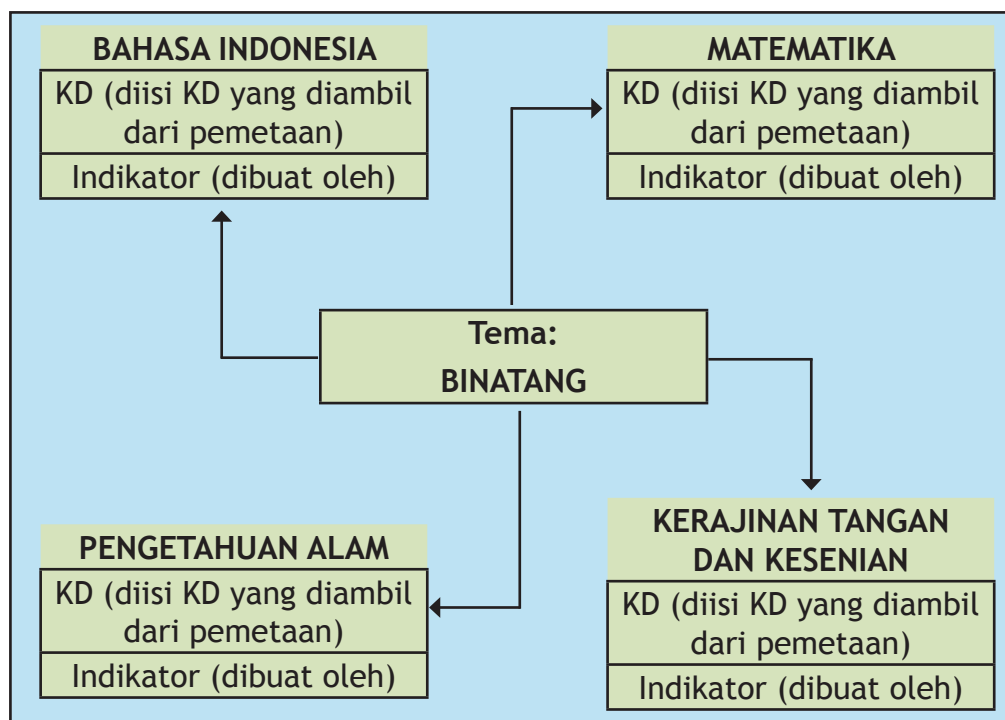 BAHASA INDONESIA
KD (diisi KD yang diambil
dari pemetaan)
Indikator (dibuat oleh)
MATEMATIKA
KD (diisi KD yang diambil
dari pemetaan)
Indikator (dibuat oleh)
Tema:
BINATANG
PENGETAHUAN ALAM
KD (diisi KD yang diambil
dari pemetaan)
Indikator (dibuat oleh)
KERAJINAN TANGAN
DAN KESENIAN
KD (diisi KD yang diambil
dari pemetaan)
Indikator (dibuat oleh)